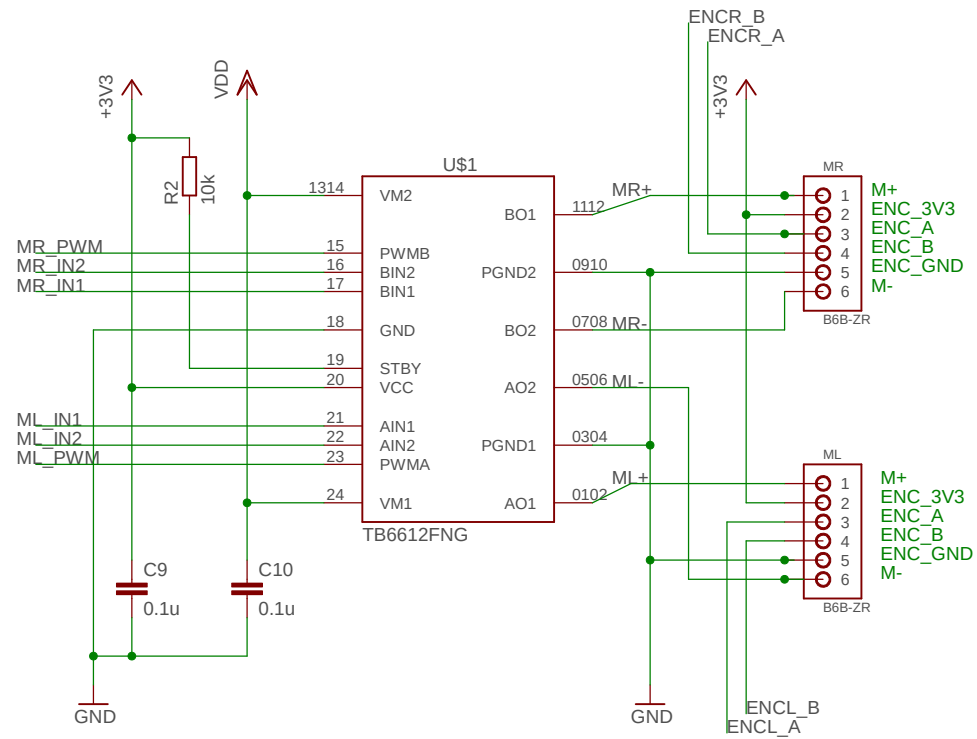 ENCR_B
ENCR_A
+3V3
VDD
+3V3
R2
10k
U$1
MR
1314
VM2
MR+
1
M+
1112
BO1
2
ENC_3V3
3
ENC_A
MR_PWM
15
PWMB
4
ENC_B
MR_IN2
16
BIN2
PGND2
0910
5
ENC_GND
MR_IN1
17
BIN1
6
M-
18
GND
BO2
0708
MR-
B6B-ZR
19
STBY
20
VCC
AO2
0506
ML-
ML_IN1
21
AIN1
ML_IN2
22
AIN2
PGND1
0304
ML_PWM
23
PWMA
ML
ML+
1
M+
24
VM1
AO1
0102
2
ENC_3V3
3
ENC_A
TB6612FNG
4
ENC_B
5
ENC_GND
6
M-
C9
C10
0.1u
0.1u
B6B-ZR
GND
GND
ENCL_B
ENCL_A